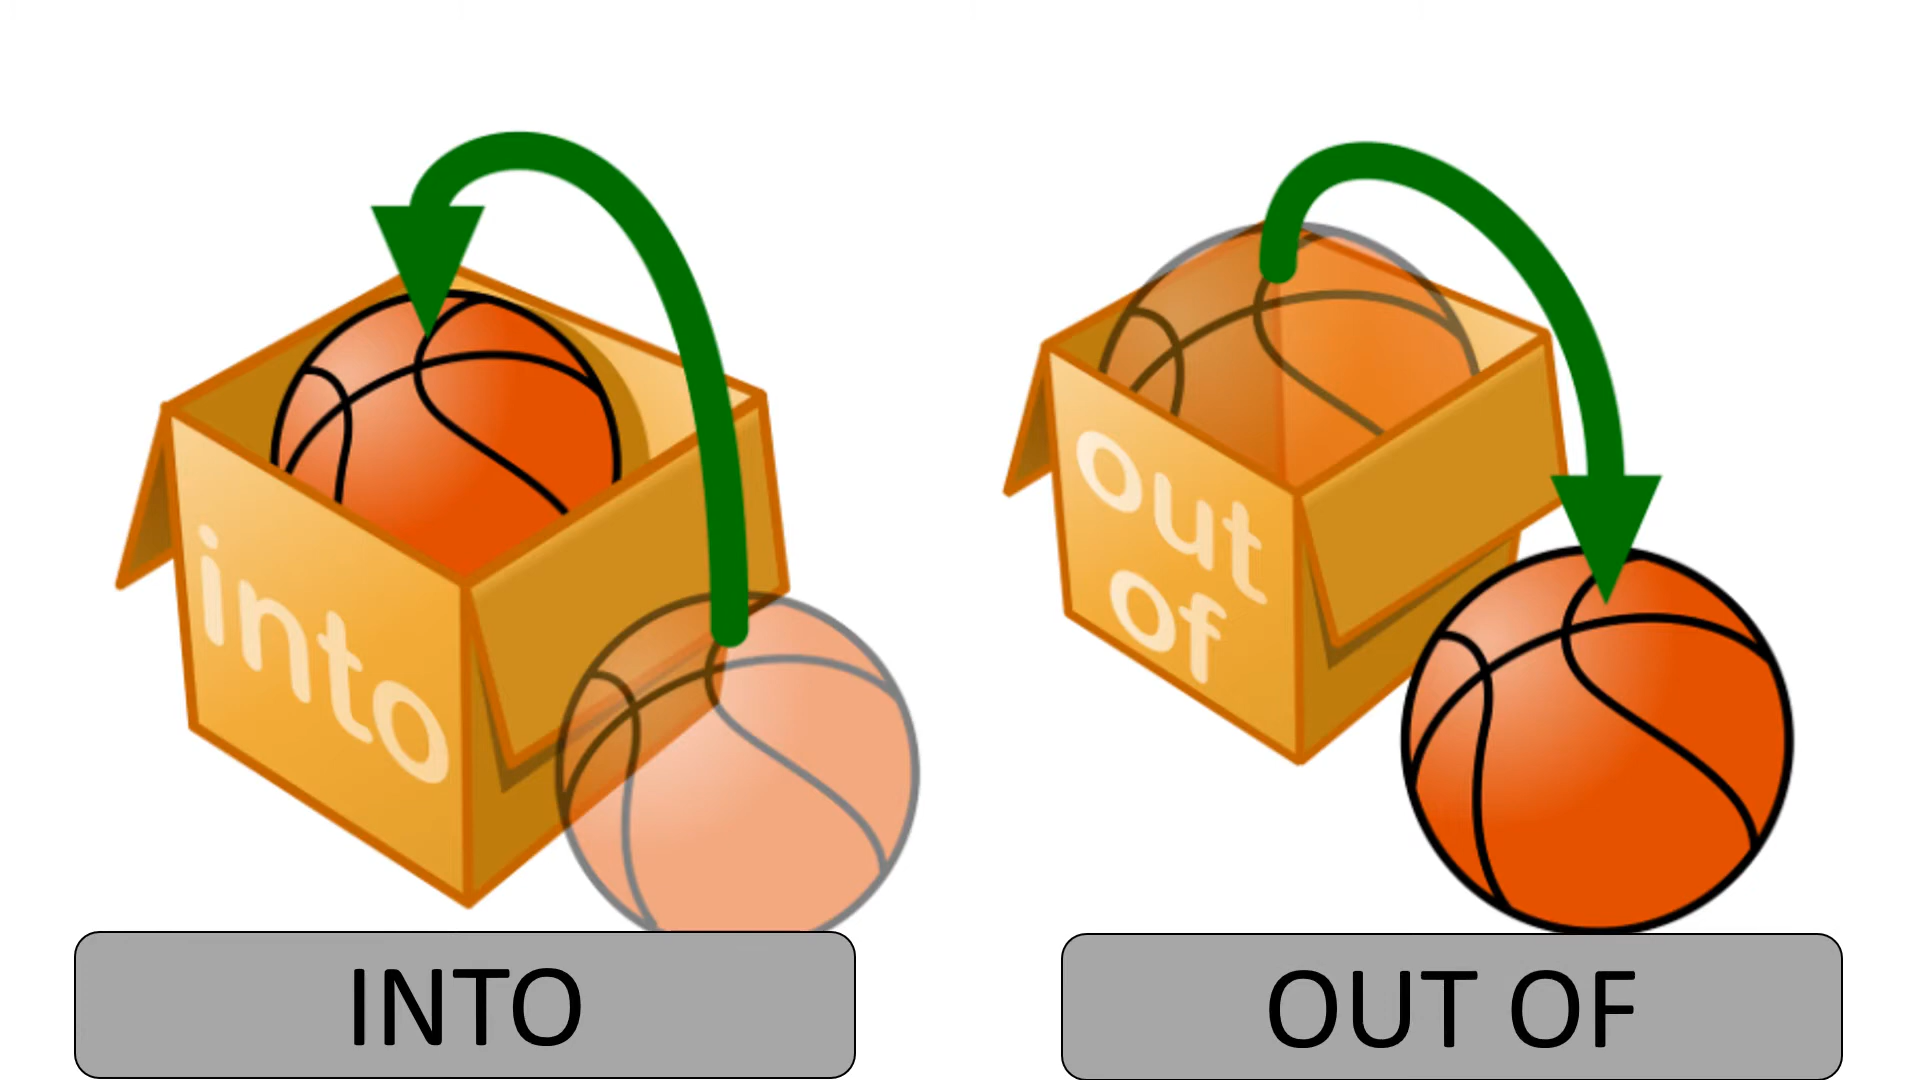 into
INTO
out
of
OUT OF